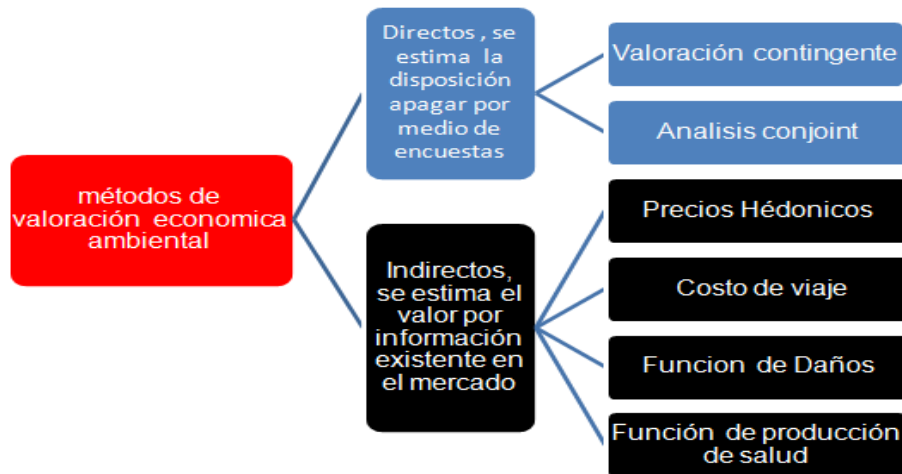 métodos de
valoración economica
ambiental
Directos , se
estima la
disposición
apagar por
medio de
encuestas
Valoración contingente
Analisis conjoint
Indirectos,
se estima el
valor por
información
existente en
el mercado
Precios Hédonicos
Costo de viaje
Funcion de Daños
Función de producción
de salud